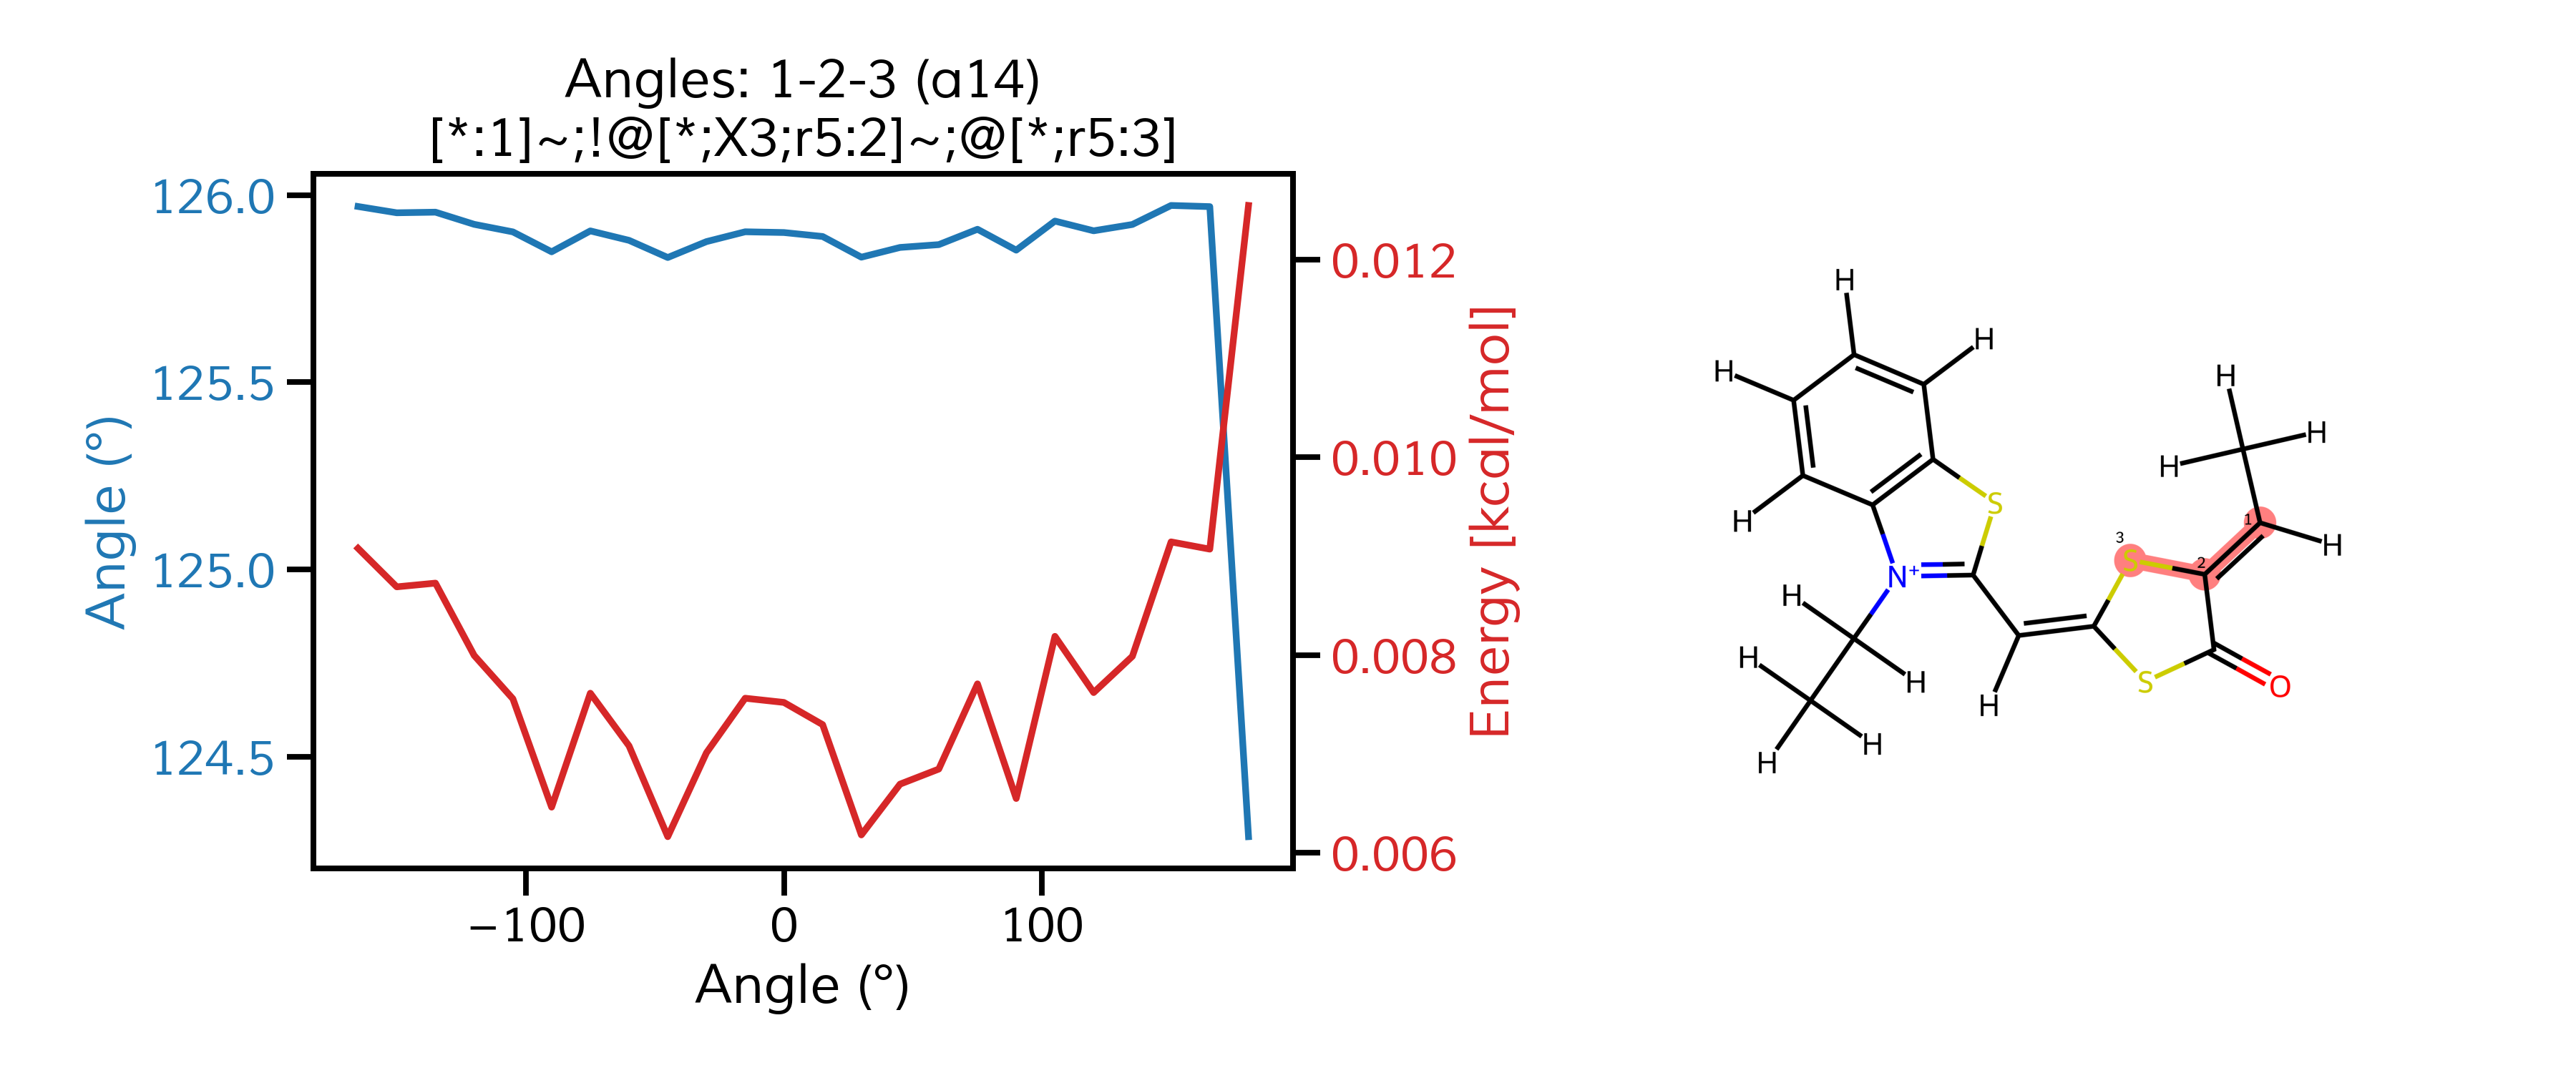 Angles: 1-2-3 (a14)
[*:1]~;!@[*;X3;r5:2]~;@[*;r5:3]
126.0
125.5
125.0
124.5
Angle (°)
0.012
0.010
0.008
0.006
Energy [kcal/mol]
−100
0
100
Angle (°)
H
H
H
H
H
H
H
S
1
H
3
S
2
N+
H
H
H
S
O
H
H
H